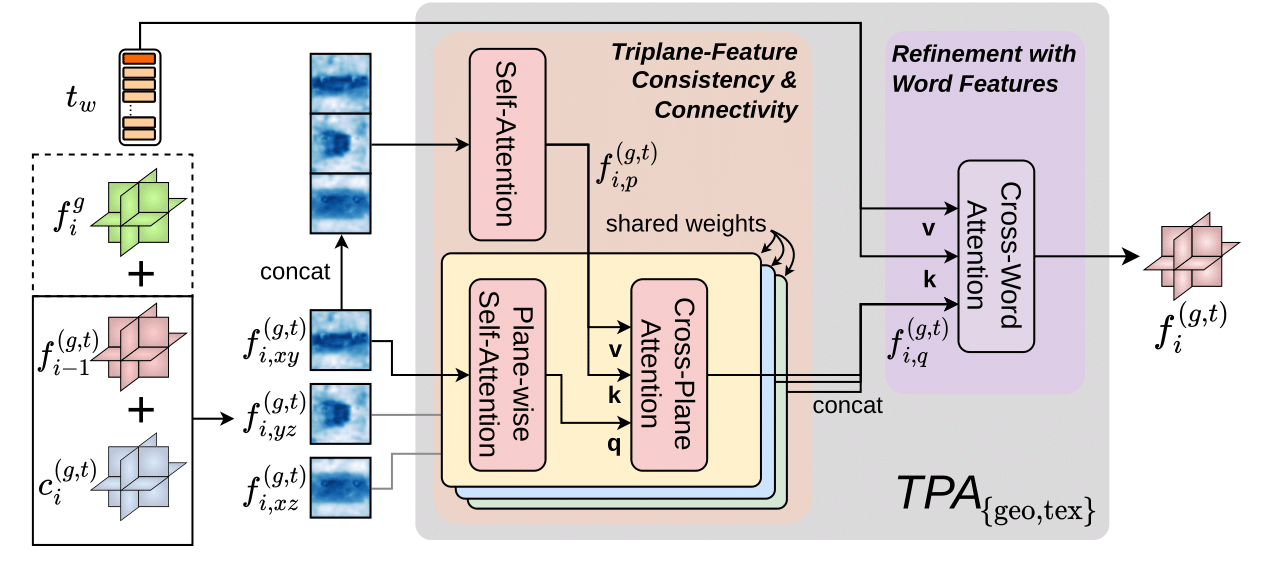 t_w
f_i^g
+
f_{i-1}^{(g,t)}
+
c_i^{(g,t)}
concat
f_{i,xy}^{(g,t)}
f_{i,yz}^{(g,t)}
f_{i,xz}^{(g,t)}
Triplane-Feature
Consistency &
Connectivity
Self-Attention
f_{i,p}^{(g,t)}
shared weights
Plane-wise
Self-Attention
v
k
q
Cross-Plane
Attention
concat
Refinement with
Word Features
v
k
f_{i,q}^{(g,t)}
Cross-Word
Attention
f_i^{(g,t)}
TPA_{geo,tex}